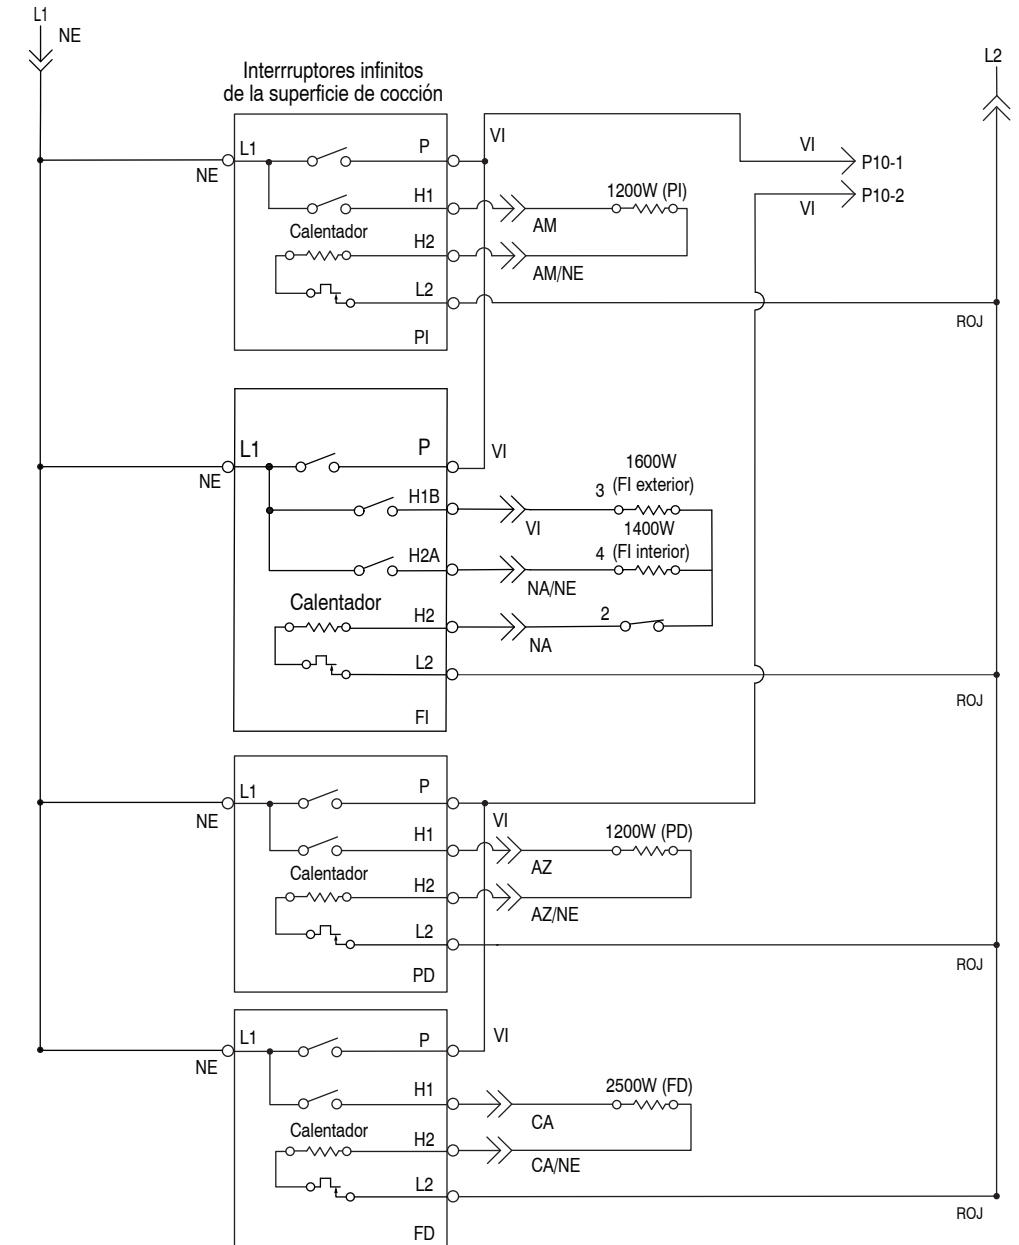 L1
NE
L2
Interrruptores infinitos
de la superficie de cocción
L1
P
VI
VI
P10-1
NE
H1
1200W (PI)
VI
P10-2
Calentador
AM
H2
AM/NE
L2
ROJ
PI
L1
P
VI
NE
1600W
H1B
3 (FI exterior)
VI
1400W
H2A
4 (FI interior)
NA/NE
Calentador
H2
2
NA
L2
ROJ
FI
L1
P
NE
VI
H1
1200W (PD)
AZ
Calentador
H2
AZ/NE
L2
ROJ
PD
L1
P
VI
NE
H1
2500W (FD)
CA
Calentador
H2
CA/NE
L2
ROJ
FD